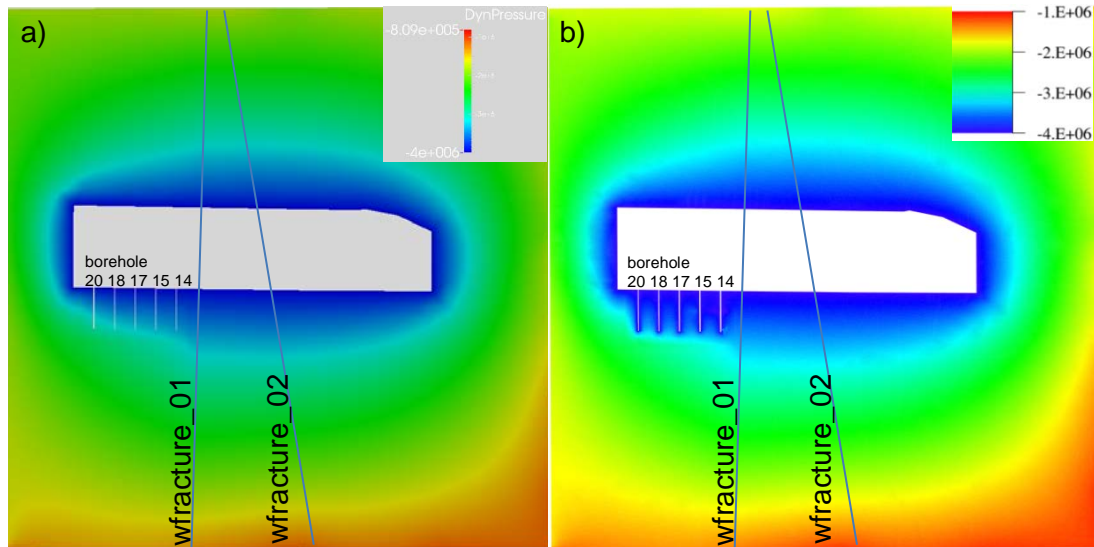 a)
DynPressure
-8.09e+005
-4e+006
borehole
20 18 17 15 14
wfracture_01
wfracture_02
b)
-1.E+06
-2.E+06
-3.E+06
-4.E+06
borehole
20 18 17 15 14
wfracture_01
wfracture_02